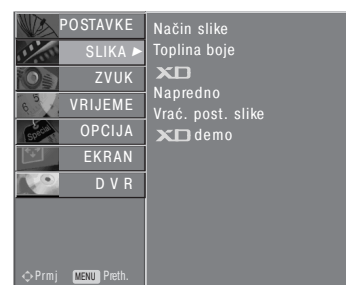 POSTAVKE
SLIKA
ZVUK
VRIJEME
OPCIJA
EKRAN
DVR
Način slike
Toplina boje
XD
Napredno
Vrać. post. slike
XD demo
Prmj MENU Preth.